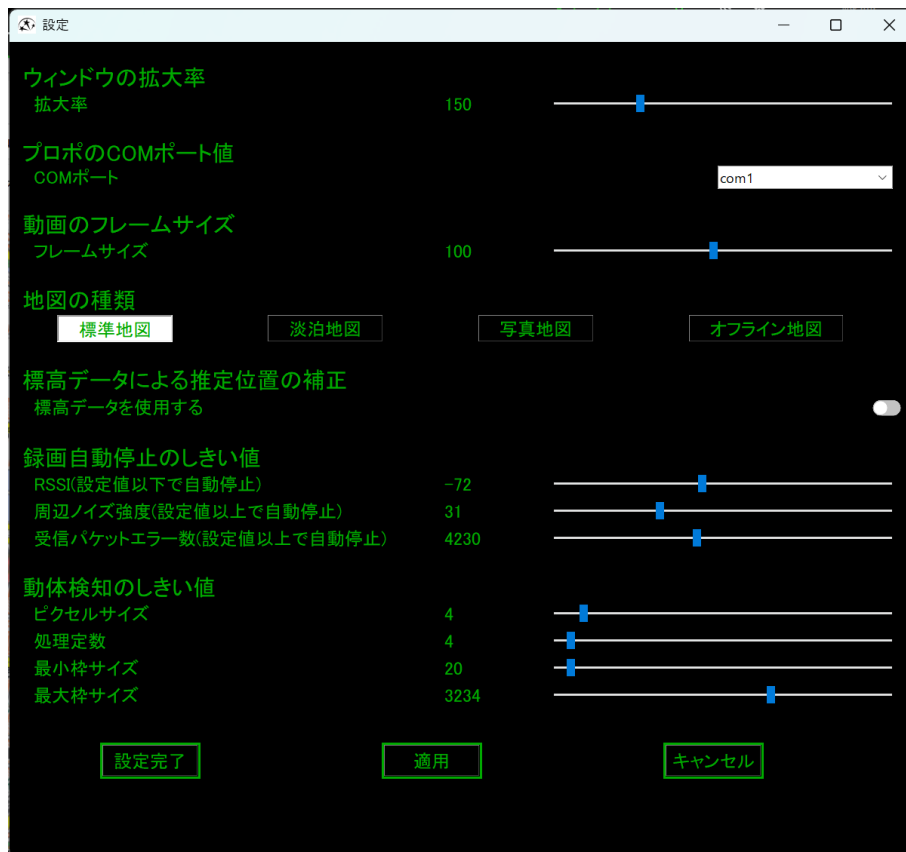 設定
ウィンドウの拡大率
拡大率 150
プロポのCOMポート値
COMポート com1
動画のフレームサイズ
フレームサイズ 100
地図の種類
標準地図 淡泊地図 写真地図 オフライン地図
標高データによる推定位置の補正
標高データを使用する
録画自動停止のしきい値
RSSI(設定値以下で自動停止) -72
周辺ノイズ強度(設定値以上で自動停止) 31
受信パケットエラー数(設定値以上で自動停止) 4230
動体検知のしきい値
ピクセルサイズ 4
処理定数 4
最小枠サイズ 20
最大枠サイズ 3234
設定完了 適用 キャンセル